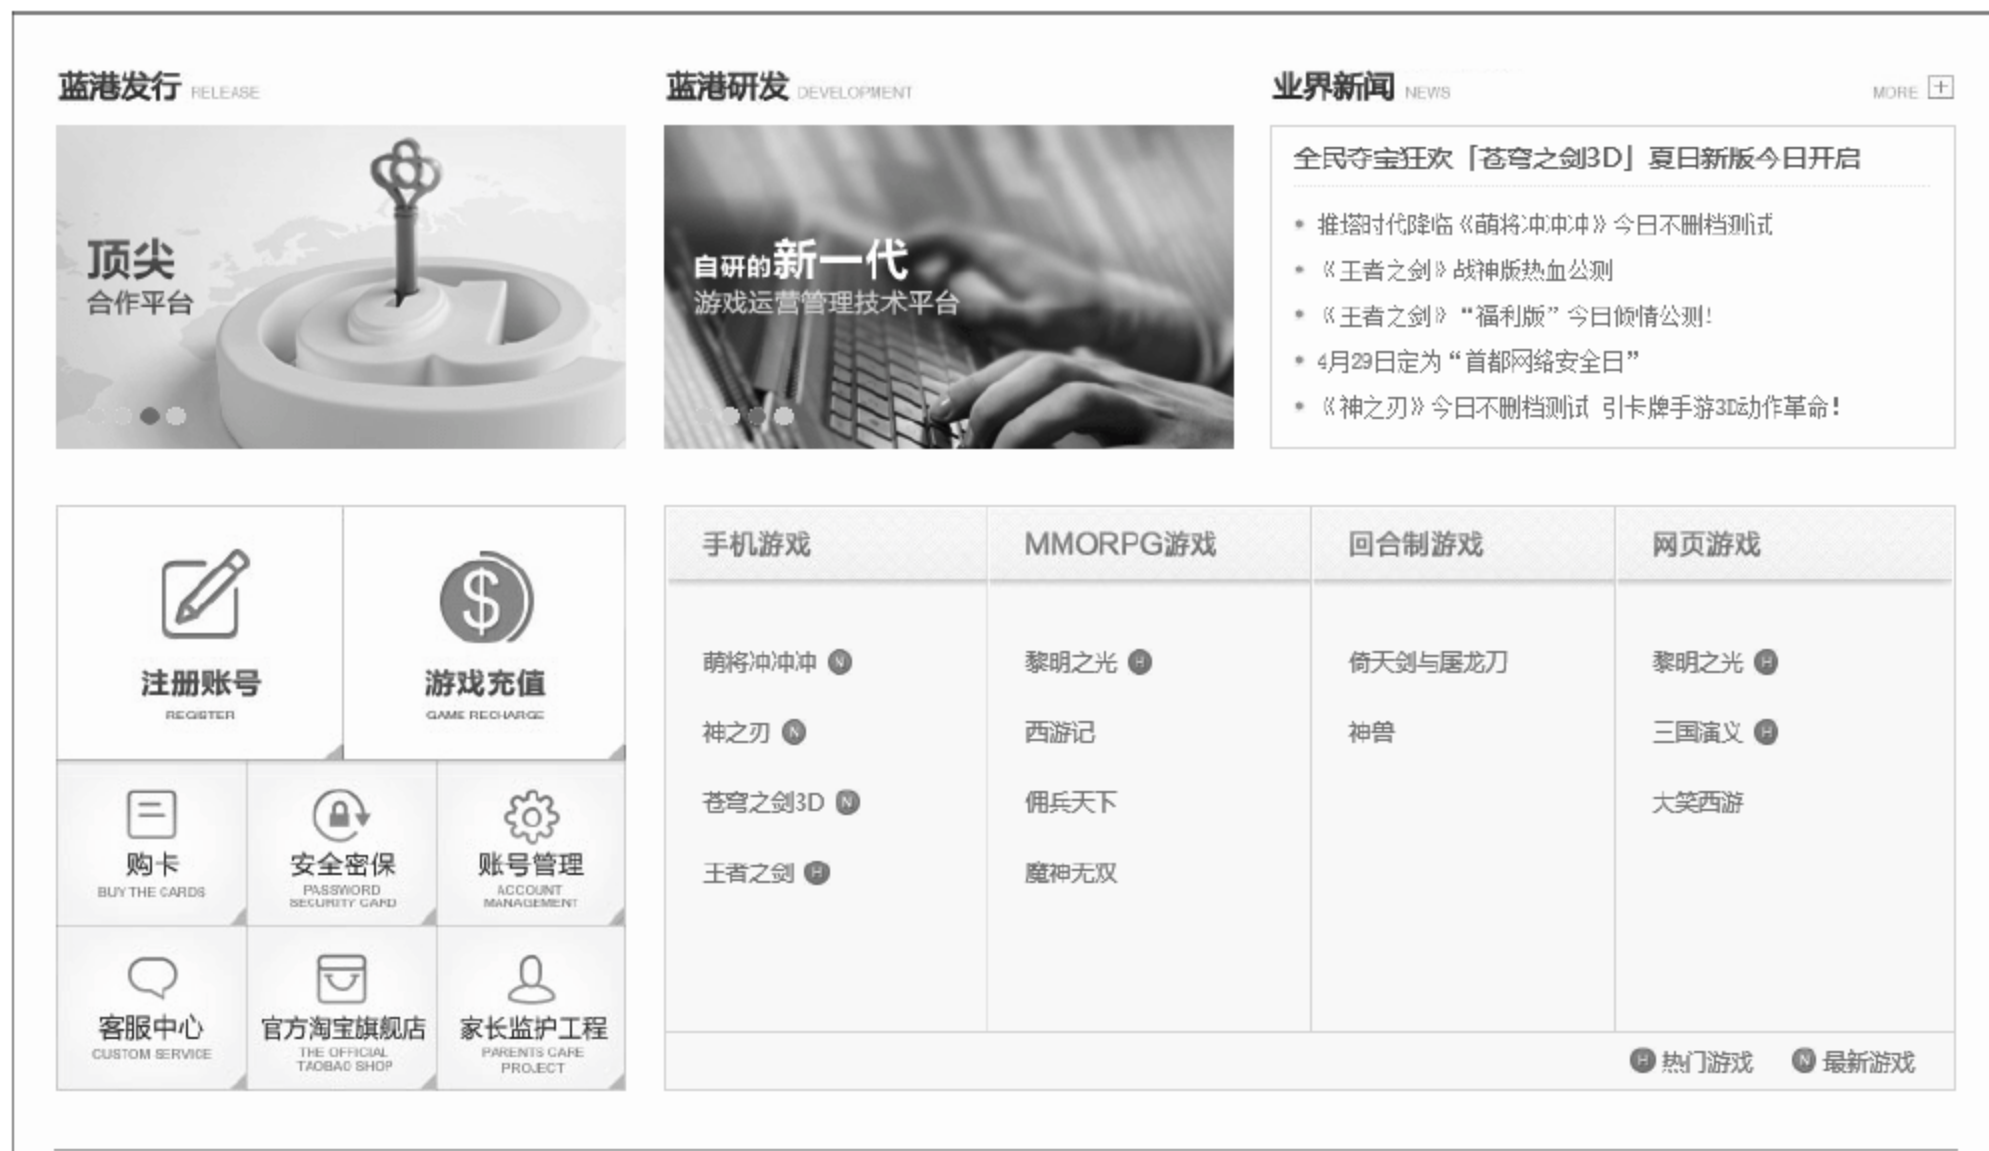 蓝港发行 RELEASE
顶尖
合作平台
蓝港研发 DEVELOPMENT
自研的新一代
游戏运营管理技术平台
业界新闻 NEWS
MORE
全民夺宝狂欢「苍穹之剑3D」夏日新版今日开启
推塔时代降临《萌将冲冲冲》今日不删档测试
《王者之剑》战神版热血公测
《王者之剑》“福利版”今日倾情公测!
4月29日定为“首都网络安全日”
《神之刃》今日不删档测试 引卡牌手游3D动作革命!
注册账号
REGISTER
游戏充值
GAME RECHARGE
购卡
BUY THE CARDS
安全密保
PASSWORD
SECURITY CARD
账号管理
ACCOUNT
MANAGEMENT
客服中心
CUSTOM SERVICE
官方淘宝旗舰店
THE OFFICIAL
TAOBAO SHOP
家长监护工程
PARENTS CARE
PROJECT
手机游戏 MMORPG游戏 回合制游戏 网页游戏
萌将冲冲冲 N 黎明之光 H 倚天剑与屠龙刀 黎明之光 H
神之刃 N 西游记 神兽 三国演义 H
苍穹之剑3D N 佣兵天下 大笑西游
王者之剑 H 魔神无双
H 热门游戏 N 最新游戏